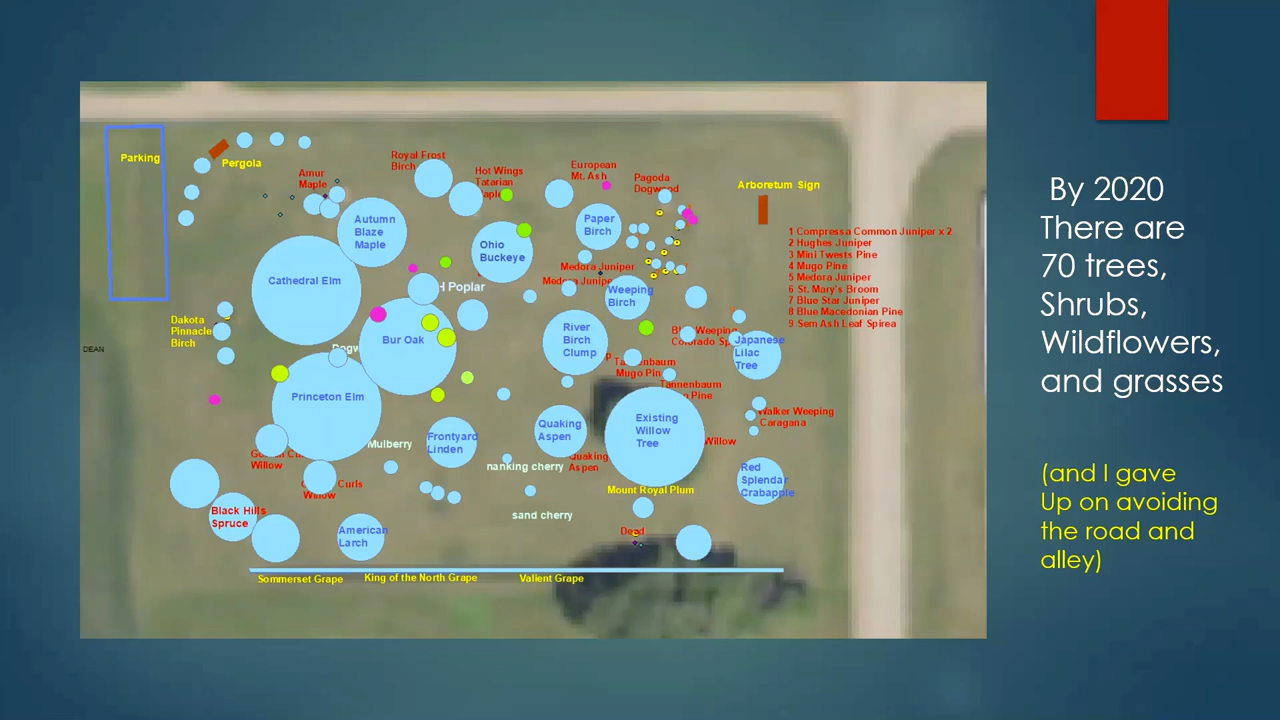 Parking
Pergola
Amur
Maple
Royal Frost
Birch
Hot Wings
Tatarian
European
Mt. Ash
Pagoda
Dogwood
Arboretum Sign
Autumn
Blaze
Maple
Ohio
Buckeye
Paper
Birch
1 Compressa Common Juniper x 2
2 Hughes Juniper
3 Mini Twests Pine
4 Mugo Pine
5 Medora Juniper
6 St. Mary's Broom
7 Blue Star Juniper
8 Blue Macedonian Pine
9 Sem Ash Leaf Spirea
Cathedral Elm
Poplar
Medora Juniper
Weeping
Birch
Dakota
Pinnacle
Birch
DEAN
Bur Oak
River
Birch
Clump
Weeping
Japanese
Lilac
Tree
Tannenbaum
Mugo Pin
Tannenbaum
Pine
Princeton Elm
Existing
Willow
Tree
Walker Weeping
Caragana
Mulberry
Frontyard
Linden
Quaking
Aspen
Willow
Quaking
Aspen
nanking cherry
Willow
Curls
Willow
Red
Splendar
Crabapple
Mount Royal Plum
Black Hills
Spruce
sand cherry
American
Larch
Dead
Sommerset Grape
King of the North Grape
Valient Grape
By 2020
There are
70 trees,
Shrubs,
Wildflowers,
and grasses
(and I gave
Up on avoiding
the road and
alley)